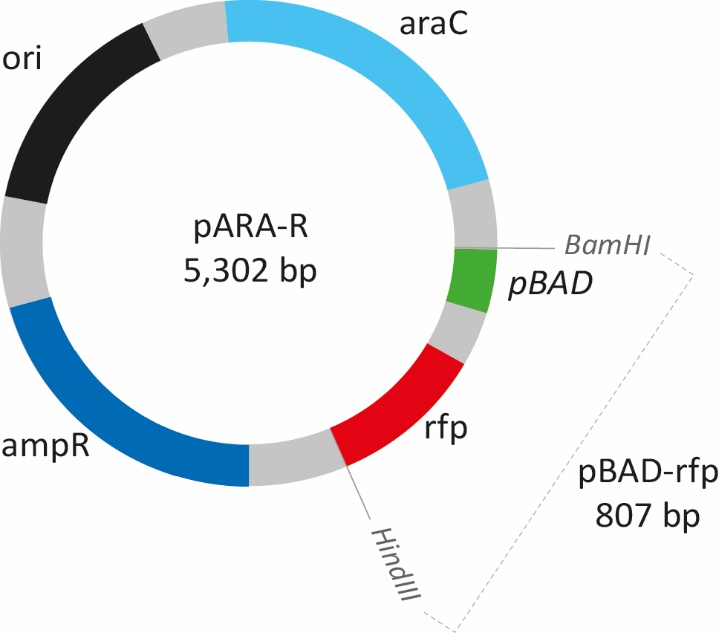 araC
ori
pARA-R
5,302 bp
BamHI
pBAD
rfp
ampR
pBAD-rfp
807 bp
HindIII